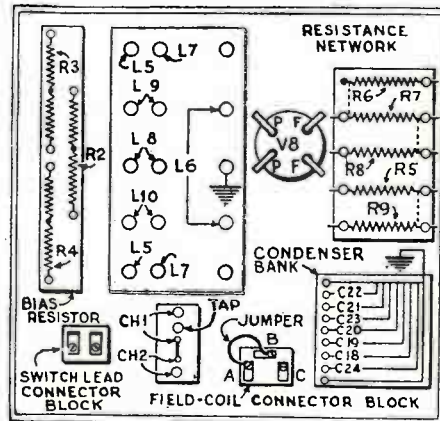 RESISTANCE
NETWORK
R3
L5
L7
R6
R7
L9
P F
V8
P F
R2
L8
L6
R8
R5
L10
R9
R4
L5
L7
CONDENSER
BANK
BIAS
RESISTOR
TAP
C22
C21
C23
C20
C19
C18
C24
CH1
CH2
JUMPER
B
A
C
SWITCH LEAD
CONNECTOR
BLOCK
FIELD-COIL CONNECTOR BLOCK